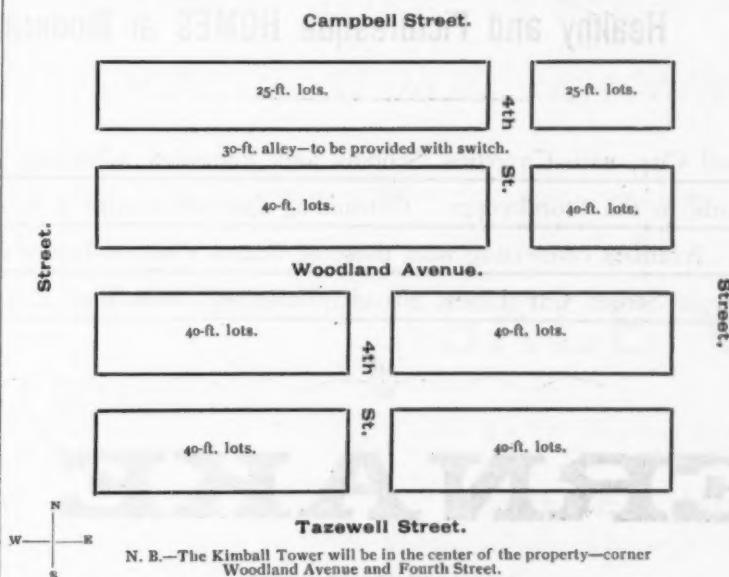 Campbell Street.
25-ft. lots.
4th
25-ft. lots.
30-ft. alley—to be provided with switch.
40-ft. lots.
St.
40-ft. lots.
Street.
Woodland Avenue.
Street.
40-ft. lots.
4th
40-ft. lots.
40-ft. lots.
St.
40-ft. lots.
Tazewell Street.
N
W
E
S
N. B.—The Kimball Tower will be in the center of the property—corner
Woodland Avenue and Fourth Street.